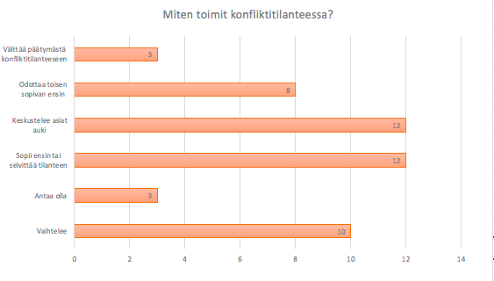 Miten toimit konfliktitilanteessa?
Välttää päätymästä
konfliktitilanteeseen
3
Odottaa toisen
sopivan ensin
8
Keskustelee asiat
auki
12
Sopii ensin tai
selvittää tilanteen
12
Antaa olla
3
Vaihtelee
10
0 2 4 6 8 10 12 14